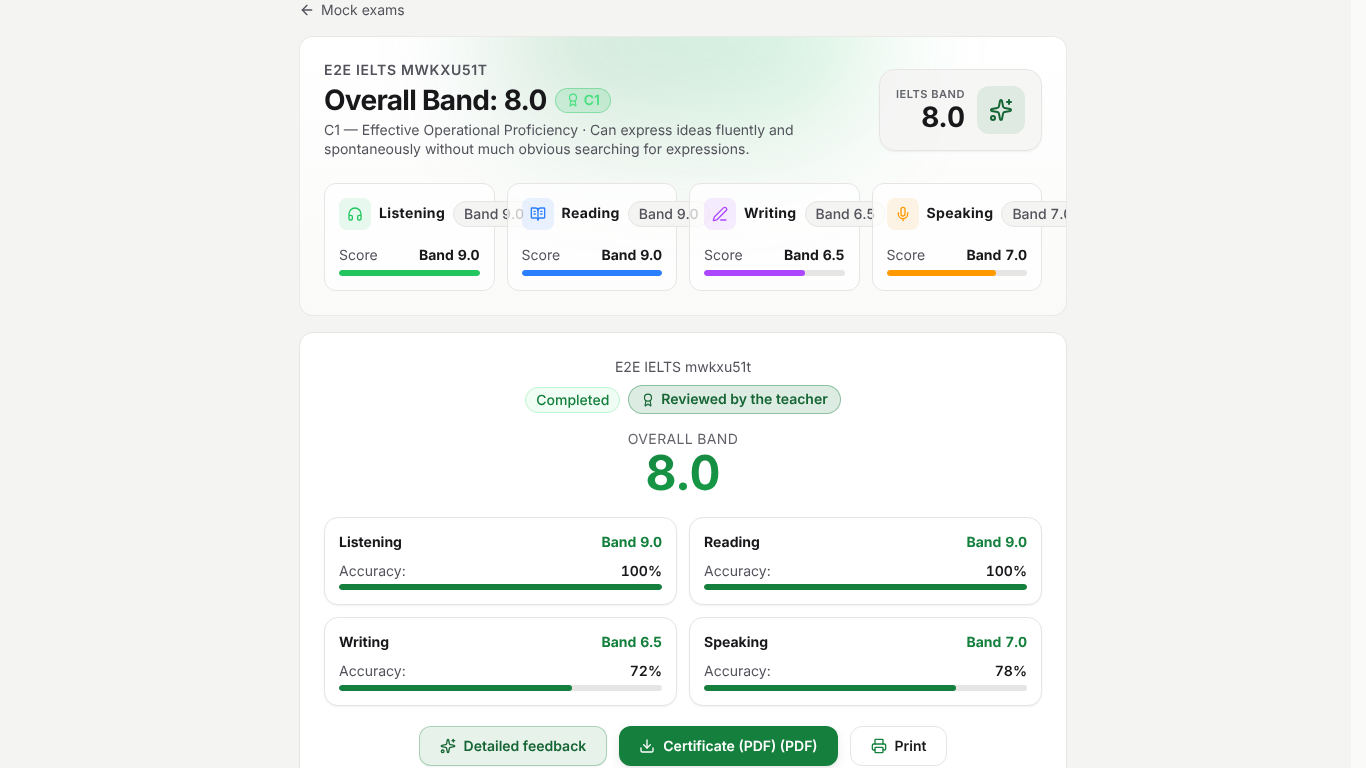 Mock exams
E2E IELTS MWKXU51T
Overall Band: 8.0
C1
C1 — Effective Operational Proficiency · Can express ideas fluently and
spontaneously without much obvious searching for expressions.
IELTS BAND
8.0
Listening
Band 9.0
Score
Band 9.0
Reading
Band 9.0
Score
Band 9.0
Writing
Band 6.5
Score
Band 6.5
Speaking
Band 7.0
Score
Band 7.0
E2E IELTS mwkxu51t
Completed
Reviewed by the teacher
OVERALL BAND
8.0
Listening
Band 9.0
Accuracy:
100%
Reading
Band 9.0
Accuracy:
100%
Writing
Band 6.5
Accuracy:
72%
Speaking
Band 7.0
Accuracy:
78%
Detailed feedback
Certificate (PDF) (PDF)
Print